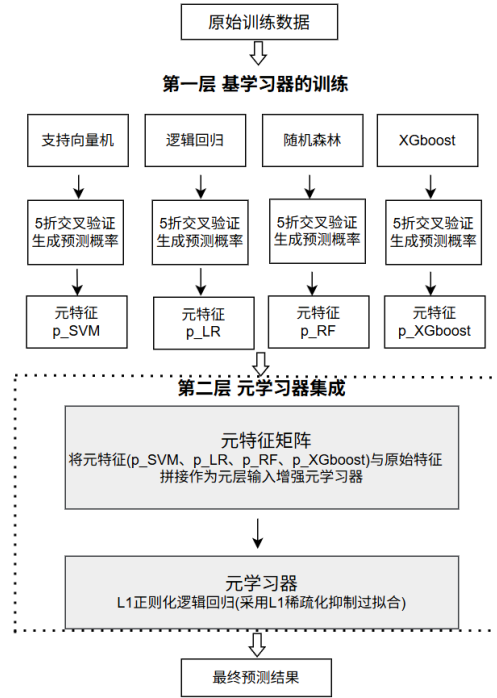 原始训练数据
第一层 基学习器的训练
支持向量机
逻辑回归
随机森林
XGboost
5折交叉验证
生成预测概率
5折交叉验证
生成预测概率
5折交叉验证
生成预测概率
5折交叉验证
生成预测概率
元特征
p_SVM
元特征
p_LR
元特征
p_RF
元特征
p_XGboost
第二层 元学习器集成
元特征矩阵
将元特征(p_SVM、p_LR、p_RF、p_XGboost)与原始特征
拼接作为元层输入增强元学习器
元学习器
L1正则化逻辑回归(采用L1稀疏化抑制过拟合)
最终预测结果